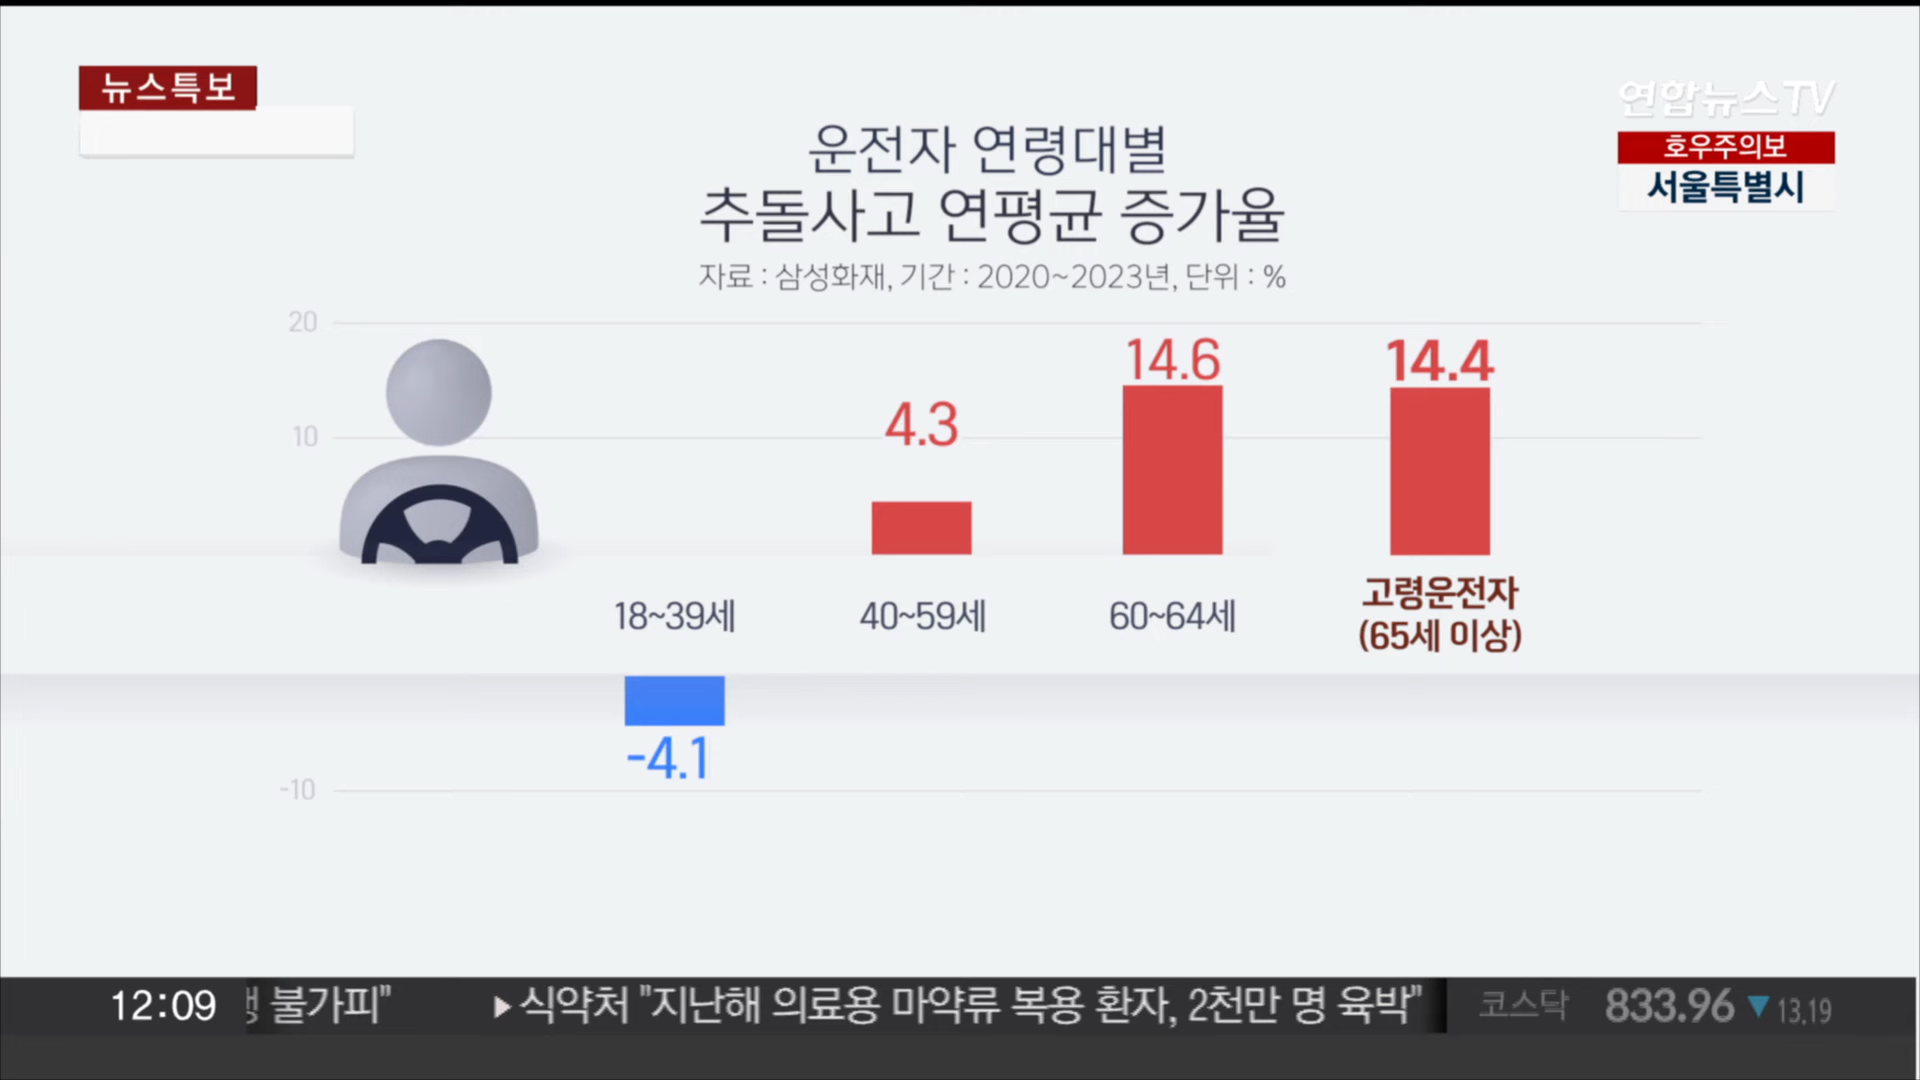 뉴스특보
연합뉴스TV
호우주의보
서울특별시
운전자 연령대별
추돌사고 연평균 증가율
자료 : 삼성화재, 기간 : 2020~2023년, 단위 : %
20
10
-10
4.3
14.6
14.4
18~39세
40~59세
60~64세
고령운전자
(65세 이상)
-4.1
12:09
불가피"
▶식약처 "지난해 의료용 마약류 복용 환자, 2천만 명 육박"
코스닥 833.96 ▼ 13.19